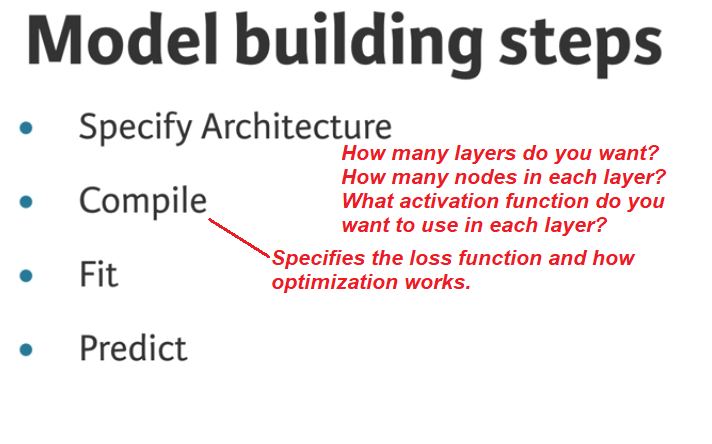 Model building steps
Specify Architecture
How many layers do you want?
How many nodes in each layer?
What activation function do you
want to use in each layer?
Compile
Specifies the loss function and how
optimization works.
Fit
Predict